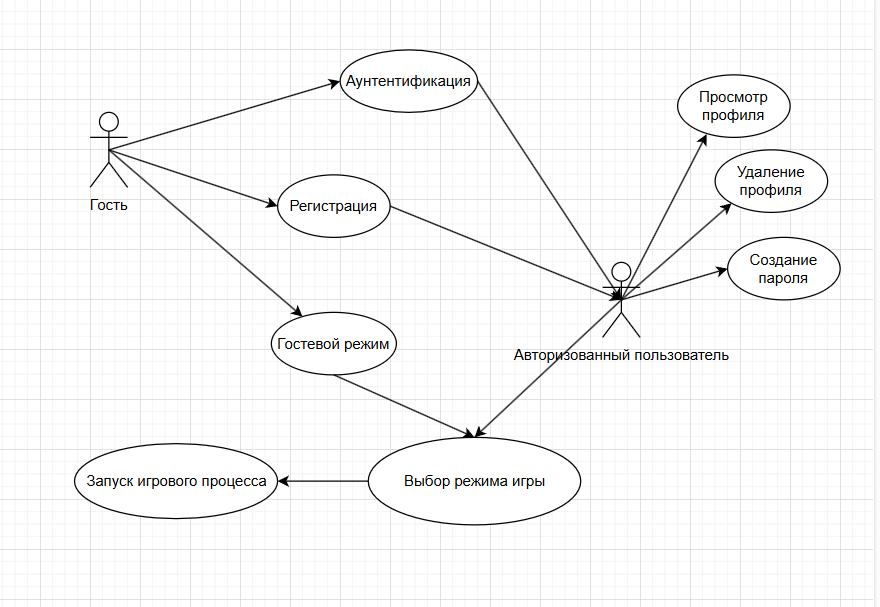 Аунтентификация
Просмотр
профиля
Удаление
профиля
Гость
Регистрация
Создание
пароля
Гостевой режим
Авторизованный пользователь
Запуск игрового процесса
Выбор режима игры